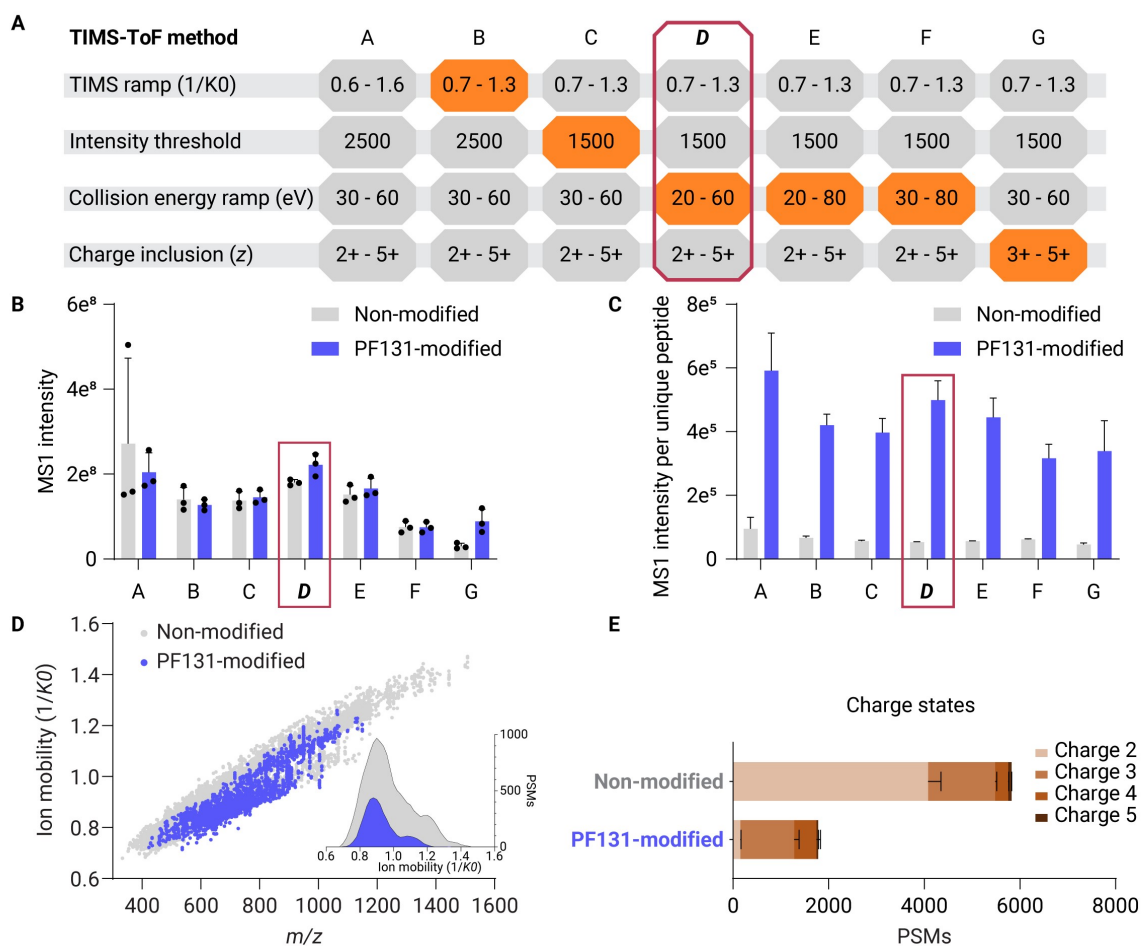 A
TIMS-ToF method A B C D E F G
TIMS ramp (1/K0) 0.6 - 1.6 0.7 - 1.3 0.7 - 1.3 0.7 - 1.3 0.7 - 1.3 0.7 - 1.3 0.7 - 1.3
Intensity threshold 2500 2500 1500 1500 1500 1500 1500
Collision energy ramp (eV) 30 - 60 30 - 60 30 - 60 20 - 60 20 - 80 30 - 80 30 - 60
Charge inclusion (z) 2+ - 5+ 2+ - 5+ 2+ - 5+ 2+ - 5+ 2+ - 5+ 2+ - 5+ 3+ - 5+
B
MS1 intensity
6e⁸
4e⁸
2e⁸
0
Non-modified
PF131-modified
A B C D E F G
C
MS1 intensity per unique peptide
8e⁵
6e⁵
4e⁵
2e⁵
0
Non-modified
PF131-modified
A B C D E F G
D
Ion mobility (1/K0)
1.6
1.4
1.2
1.0
0.8
0.6
Non-modified
PF131-modified
1000
500
0
PSMs
0.6 0.8 1.0 1.2 1.4 1.6
Ion mobility (1/K0)
400 600 800 1000 1200 1400 1600
m/z
E
Charge states
Non-modified
PF131-modified
Charge 2
Charge 3
Charge 4
Charge 5
0 2000 4000 6000 8000
PSMs